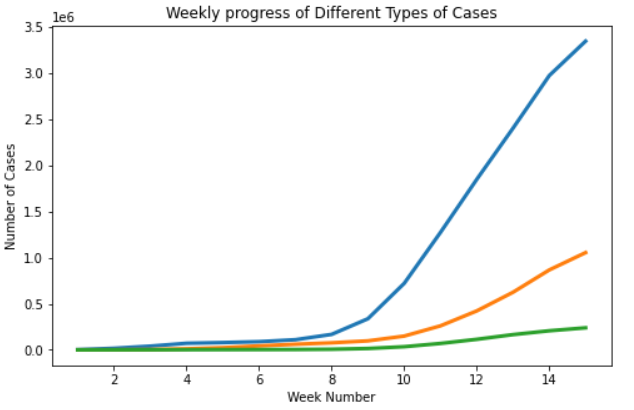 Weekly progress of Different Types of Cases
1e6
3.5
3.0
2.5
2.0
1.5
1.0
0.5
0.0
Number of Cases
2 4 6 8 10 12 14
Week Number